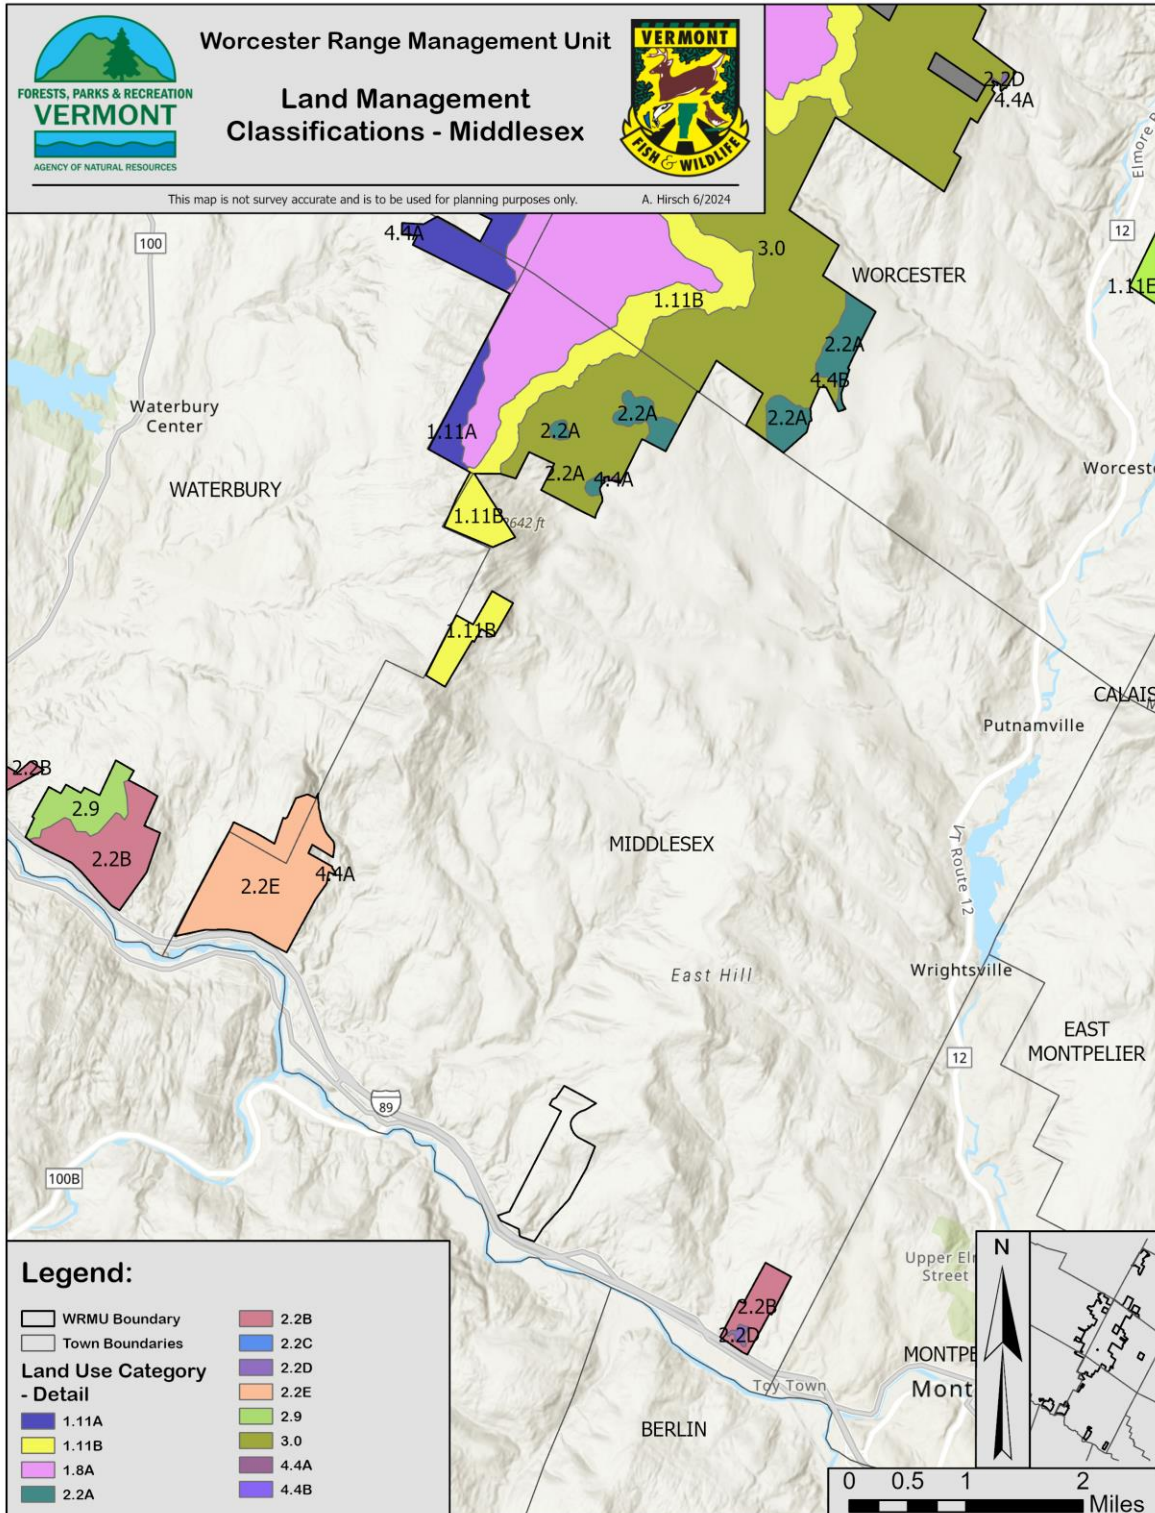 FORESTS, PARKS & RECREATION
VERMONT
AGENCY OF NATURAL RESOURCES
Worcester Range Management Unit
Land Management
Classifications - Middlesex
VERMONT
FISH & WILDLIFE
This map is not survey accurate and is to be used for planning purposes only.
A. Hirsch 6/2024
2.2D
4.4A
100
4.4A
12
3.0
WORCESTER
1.11E
1.11B
2.2A
4.4B
Waterbury
Center
1.11A
2.2A
2.2A
2.2A
2.2A
4.4A
WATERBURY
1.11B
2642 ft
1.11B
CALAIS
Putnamville
2.2B
2.9
2.2B
2.2E
4.4A
MIDDLESEX
VT Route 12
East Hill
Wrightsville
EAST
MONTPELIER
12
89
100B
Upper
Street
2.2B
2.2D
Toy Town
BERLIN
N
Legend:
WRMU Boundary
Town Boundaries
Land Use Category
- Detail
1.11A
1.11B
1.8A
2.2A
2.2B
2.2C
2.2D
2.2E
2.9
3.0
4.4A
4.4B
0 0.5 1 2
Miles